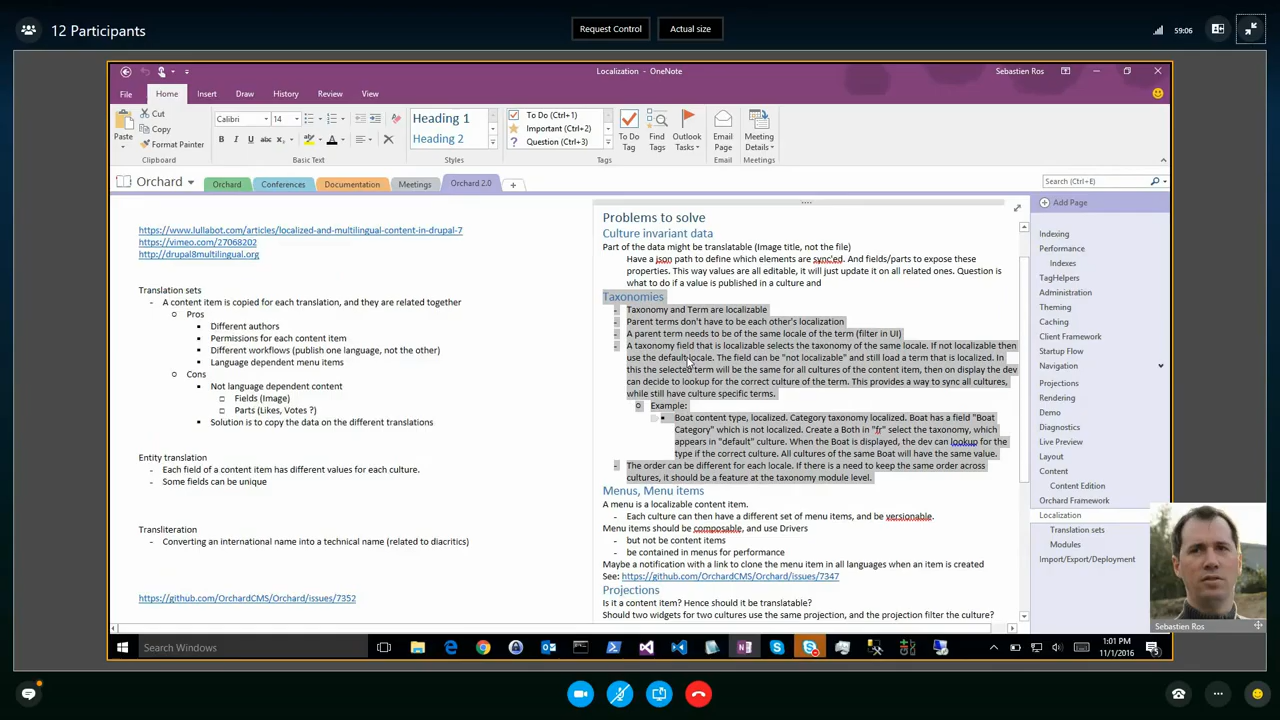 12 Participants
Request Control
Actual size
59:06
Localization - OneNote
Sebastien Ros
File
Home
Insert
Draw
History
Review
View
Paste
Cut
Copy
Format Painter
Clipboard
Calibri
14
Basic Text
Heading 1
Heading 2
Styles
To Do (Ctrl+1)
Important (Ctrl+2)
Question (Ctrl+3)
To Do
Tag
Find
Tags
Outlook
Tasks
Tags
Email
Page
Email
Meeting
Details
Meetings
Orchard
Orchard
Conferences
Documentation
Meetings
Orchard 2.0
Search (Ctrl+E)
https://www.lullabot.com/articles/localized-and-multilingual-content-in-drupal-7
https://vimeo.com/27068202
http://drupal8multilingual.org
Translation sets
- A content item is copied for each translation, and they are related together
Pros
Different authors
Permissions for each content item
Different workflows (publish one language, not the other)
Language dependent menu items
Cons
Not language dependent content
Fields (Image)
Parts (Likes, Votes ?)
Solution is to copy the data on the different translations
Entity translation
- Each field of a content item has different values for each culture.
- Some fields can be unique
Transliteration
- Converting an international name into a technical name (related to diacritics)
https://github.com/OrchardCMS/Orchard/issues/7352
Problems to solve
Culture invariant data
Part of the data might be translatable (Image title, not the file)
Have a json path to define which elements are sync'ed. And fields/parts to expose these
properties. This way values are all editable, it will just update it on all related ones. Question is
what to do if a value is published in a culture and
Taxonomies
- Taxonomy and Term are localizable
- Parent terms don't have to be each other's localization
- A parent term needs to be of the same locale of the term (filter in UI)
- A taxonomy field that is localizable selects the taxonomy of the same locale. If not localizable then
use the default locale. The field can be "not localizable" and still load a term that is localized. In
this the selected term will be the same for all cultures of the content item, then on display the dev
can decide to lookup for the correct culture of the term. This provides a way to sync all cultures,
while still have culture specific terms.
Example:
Boat content type, localized. Category taxonomy localized. Boat has a field "Boat
Category" which is not localized. Create a Both in "fr" select the taxonomy, which
appears in "default" culture. When the Boat is displayed, the dev can lookup for the
type if the correct culture. All cultures of the same Boat will have the same value.
- The order can be different for each locale. If there is a need to keep the same order across
cultures, it should be a feature at the taxonomy module level.
Menus, Menu items
A menu is a localizable content item.
- Each culture can then have a different set of menu items, and be versionable.
Menu items should be composable, and use Drivers
- but not be content items
- be contained in menus for performance
Maybe a notification with a link to clone the menu item in all languages when an item is created
See: https://github.com/OrchardCMS/Orchard/issues/7347
Projections
Is it a content item? Hence should it be translatable?
Should two widgets for two cultures use the same projection, and the projection filter the culture?
Add Page
Indexing
Performance
Indexes
TagHelpers
Administration
Theming
Caching
Startup Flow
Navigation
Projections
Rendering
Demo
Diagnostics
Live Preview
Layout
Content
Content Edition
Orchard Framework
Localization
Translation sets
Modules
Import/Export/Deployment
Sebastien Ros
Search Windows
1:01 PM
11/1/2016